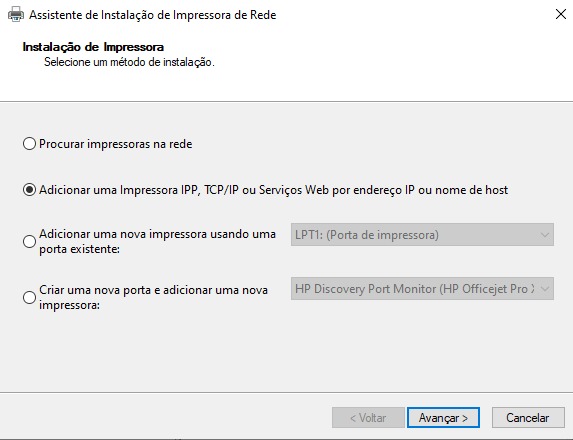 Assistente de Instalação de Impressora de Rede
Instalação de Impressora
Selecione um método de instalação.
Procurar impressoras na rede
Adicionar uma Impressora IPP, TCP/IP ou Serviços Web por endereço IP ou nome de host
Adicionar uma nova impressora usando uma
porta existente:
LPT1: (Porta de impressora)
Criar uma nova porta e adicionar uma nova
impressora:
HP Discovery Port Monitor (HP Officejet Pro
< Voltar
Avançar >
Cancelar